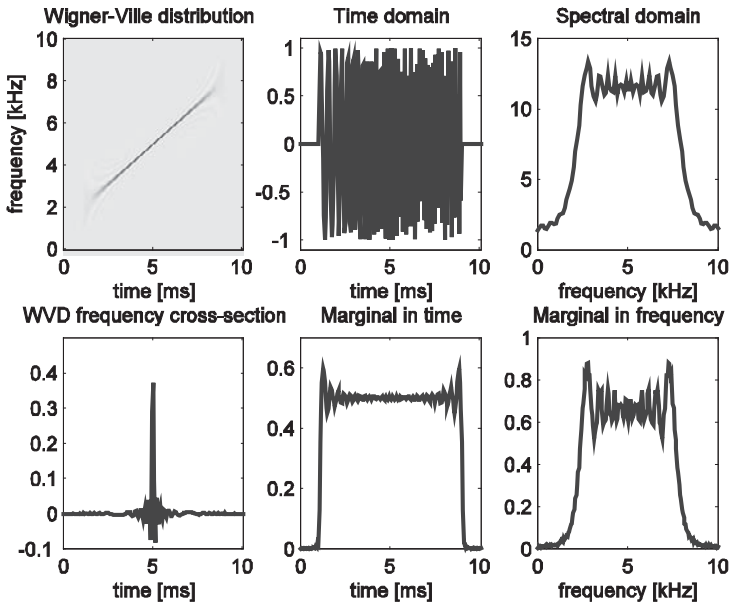 Wigner-Ville distribution
10
8
6
4
2
0
frequency [kHz]
0 5 10
time [ms]
Time domain
1
0.5
0
-0.5
-1
0 5 10
time [ms]
Spectral domain
15
10
5
0
0 5 10
frequency [kHz]
WVD frequency cross-section
0.4
0.3
0.2
0.1
0
-0.1
0 5 10
time [ms]
Marginal in time
0.6
0.4
0.2
0
0 5 10
time [ms]
Marginal in frequency
1
0.8
0.6
0.4
0.2
0
0 5 10
frequency [kHz]